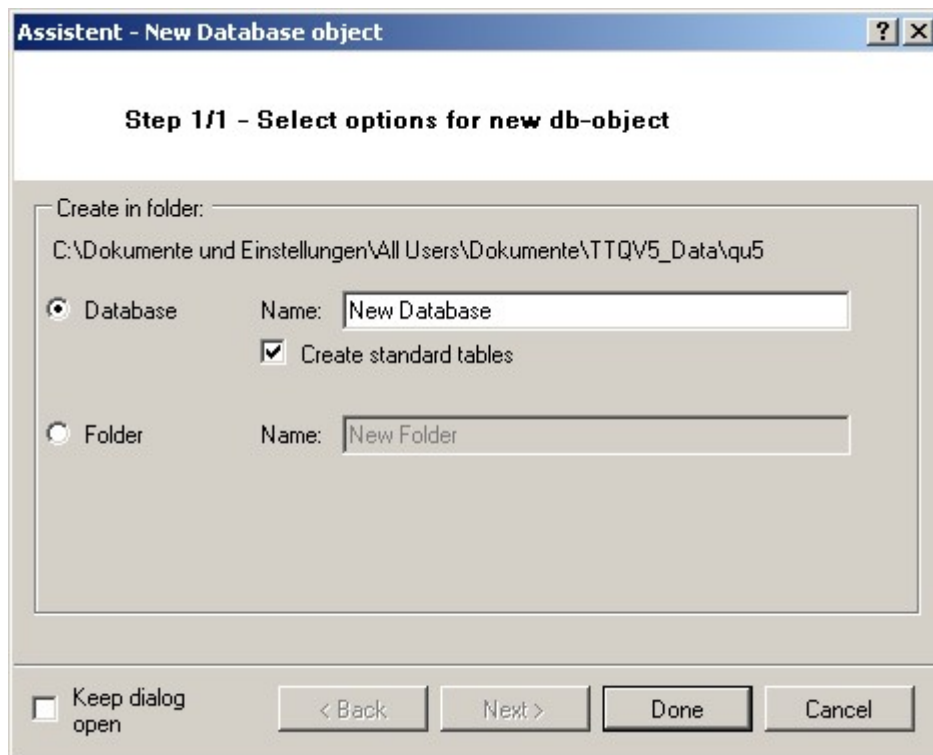 Assistent - New Database object
Step 1/1 - Select options for new db-object
Create in folder:
C:\Dokumente und Einstellungen\All Users\Dokumente\TTQV5_Data\qu5
Database Name: New Database
Create standard tables
Folder Name: New Folder
Keep dialog
open
< Back Next > Done Cancel